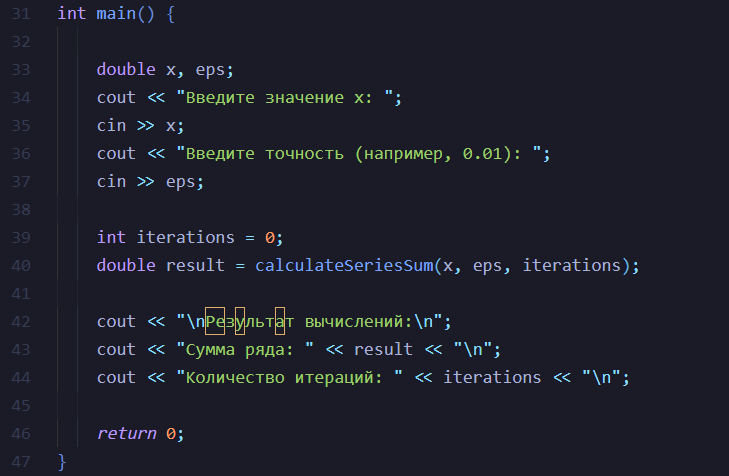 31 int main() {
32
33 double x, eps;
34 cout << "Введите значение x: ";
35 cin >> x;
36 cout << "Введите точность (например, 0.01): ";
37 cin >> eps;
38
39 int iterations = 0;
40 double result = calculateSeriesSum(x, eps, iterations);
41
42 cout << "\nРезультат вычислений:\n";
43 cout << "Сумма ряда: " << result << "\n";
44 cout << "Количество итераций: " << iterations << "\n";
45
46 return 0;
47 }